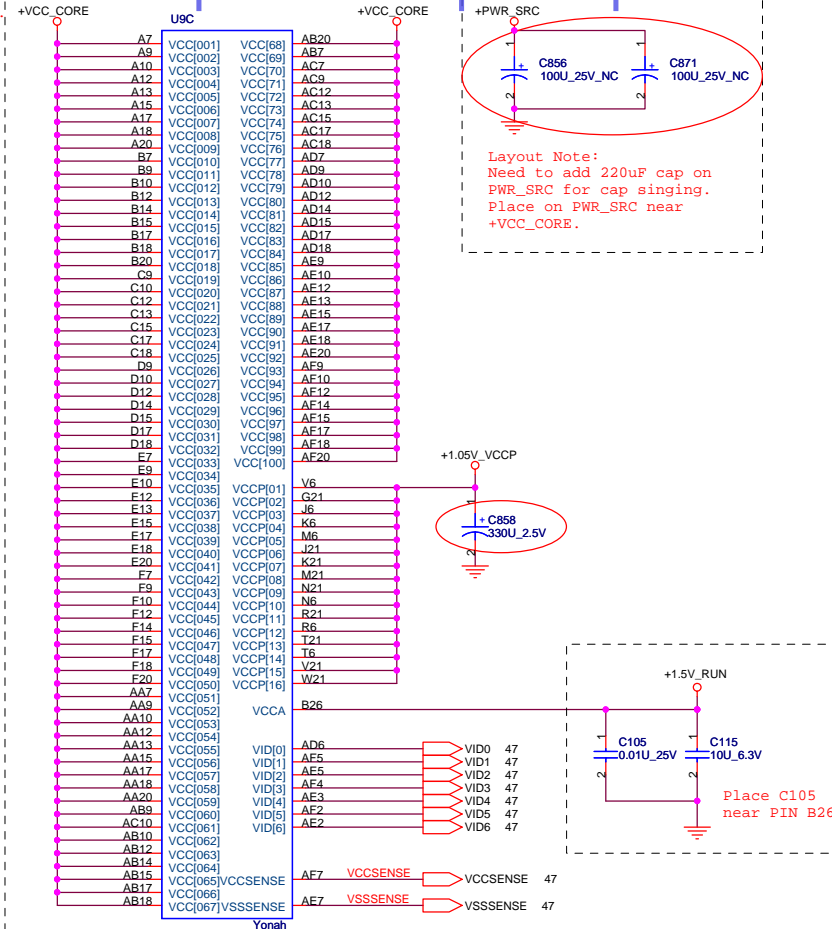 +VCC_CORE
U9C
+VCC_CORE
A7 VCC[001] VCC[68] AB20
A9 VCC[002] VCC[69] AB7
A10 VCC[003] VCC[70] AC7
A12 VCC[004] VCC[71] AC9
A13 VCC[005] VCC[72] AC12
A15 VCC[006] VCC[73] AC13
A17 VCC[007] VCC[74] AC15
A18 VCC[008] VCC[75] AC17
A20 VCC[009] VCC[76] AC18
B7 VCC[010] VCC[77] AD7
B9 VCC[011] VCC[78] AD9
B10 VCC[012] VCC[79] AD10
B12 VCC[013] VCC[80] AD12
B14 VCC[014] VCC[81] AD14
B15 VCC[015] VCC[82] AD15
B17 VCC[016] VCC[83] AD17
B18 VCC[017] VCC[84] AD18
B20 VCC[018] VCC[85] AE9
C9 VCC[019] VCC[86] AE10
C10 VCC[020] VCC[87] AE12
C12 VCC[021] VCC[88] AE13
C13 VCC[022] VCC[89] AE15
C15 VCC[023] VCC[90] AE17
C17 VCC[024] VCC[91] AE18
C18 VCC[025] VCC[92] AE20
D9 VCC[026] VCC[93] AF9
D10 VCC[027] VCC[94] AF10
D12 VCC[028] VCC[95] AF12
D14 VCC[029] VCC[96] AF14
D15 VCC[030] VCC[97] AF15
D17 VCC[031] VCC[98] AF17
D18 VCC[032] VCC[99] AF18
E7 VCC[033] VCC[100] AF20
E9 VCC[034]
E10 VCC[035] VCCP[01] V6
E12 VCC[036] VCCP[02] G21
E13 VCC[037] VCCP[03] J6
E15 VCC[038] VCCP[04] K6
E17 VCC[039] VCCP[05] M6
E18 VCC[040] VCCP[06] J21
E20 VCC[041] VCCP[07] K21
F7 VCC[042] VCCP[08] M21
F9 VCC[043] VCCP[09] N21
F10 VCC[044] VCCP[10] N6
F12 VCC[045] VCCP[11] R21
F14 VCC[046] VCCP[12] R6
F15 VCC[047] VCCP[13] T21
F17 VCC[048] VCCP[14] T6
F18 VCC[049] VCCP[15] V21
F20 VCC[050] VCCP[16] W21
AA7 VCC[051]
AA9 VCC[052] VCCA B26
AA10 VCC[053]
AA12 VCC[054]
AA13 VCC[055] VID[0] AD6 VID0 47
AA15 VCC[056] VID[1] AF5 VID1 47
AA17 VCC[057] VID[2] AE5 VID2 47
AA18 VCC[058] VID[3] AF4 VID3 47
AA20 VCC[059] VID[4] AE3 VID4 47
AB9 VCC[060] VID[5] AF2 VID5 47
AC10 VCC[061] VID[6] AE2 VID6 47
AB10 VCC[062]
AB12 VCC[063]
AB14 VCC[064]
AB15 VCC[065] VCCSENSE AF7 VCCSENSE VCCSENSE 47
AB17 VCC[066]
AB18 VCC[067] VSSSENSE AE7 VSSSENSE VSSSENSE 47
Yonah
+PWR_SRC
1 1
+ C856 + C871
100U_25V_NC 100U_25V_NC
2 2
Layout Note:
Need to add 220uF cap on
PWR_SRC for cap singing.
Place on PWR_SRC near
+VCC_CORE.
+1.05V_VCCP
1
+ C858
330U_2.5V
2
+1.5V_RUN
1 1
C105 C115
0.01U_25V 10U_6.3V
2 2
Place C105
near PIN B26